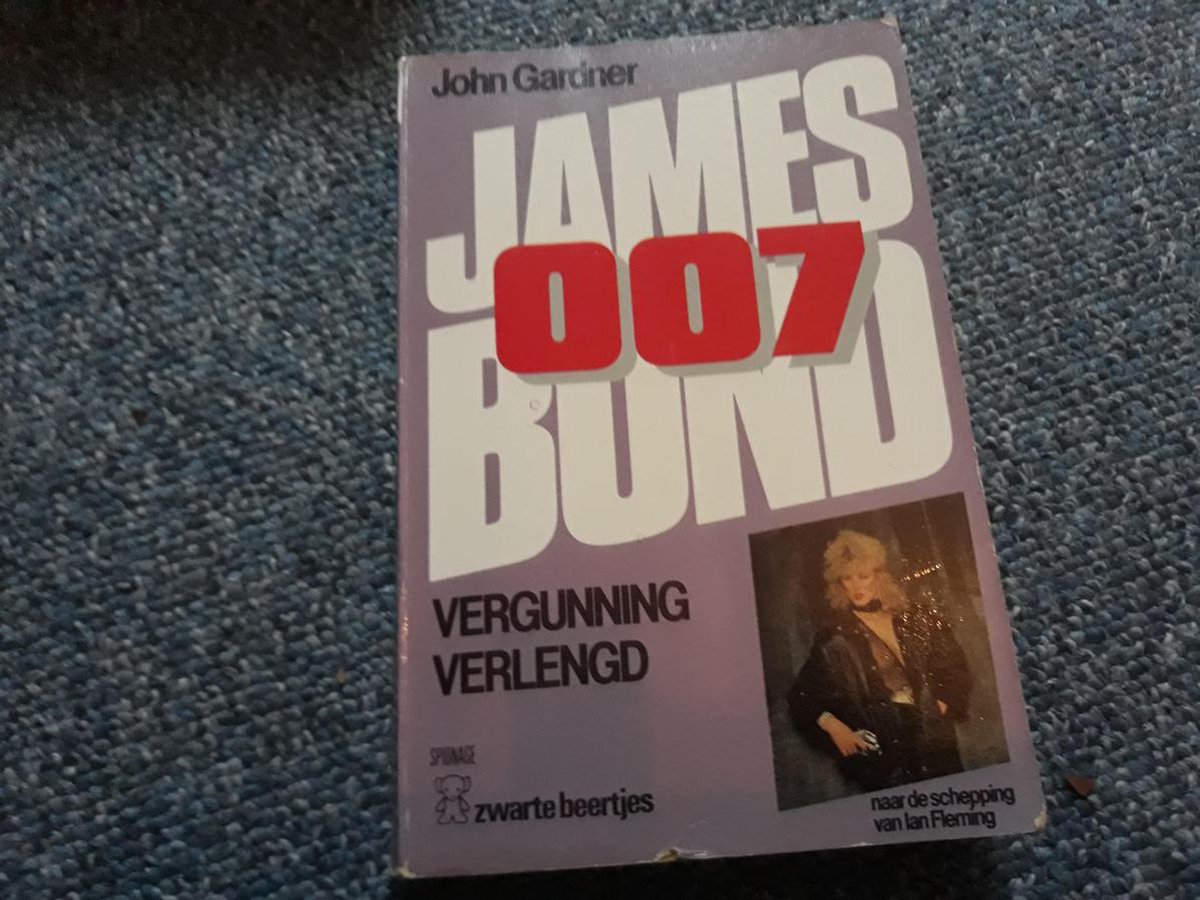 John Gardner
JAMES
007
BOND
VERGUNNING
VERLENGD
SPIONAGE
zwarte beertjes
naar de schepping
van Ian Fleming